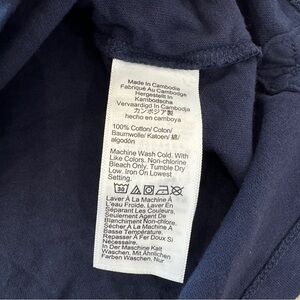 Made In Cambodia
Fabriqué Au Cambodge
Hergestellt In
Kambodscha
Vervaardigd In Cambodja
カンボジア製
hecho en camboya
100% Cotton/ Coton/
Baumwolle/ Katoen/ 綿/
algodón
Machine Wash Cold. With
Like Colors. Non-chlorine
Bleach Only. Tumble Dry
Low. Iron On Lowest
Setting.
30
Laver À La Machine À
L'eau Froide. Laver En
Séparant Les Couleurs.
Seulement Agent De
Blanchiment Non-chlore.
Sécher À La Machine À
Basse Température.
Repasser À Fer Doux Si
Nécessaire.
In Der Maschine Kalt
Waschen, Mit Ähnlichen
Farben Waschen, Nur